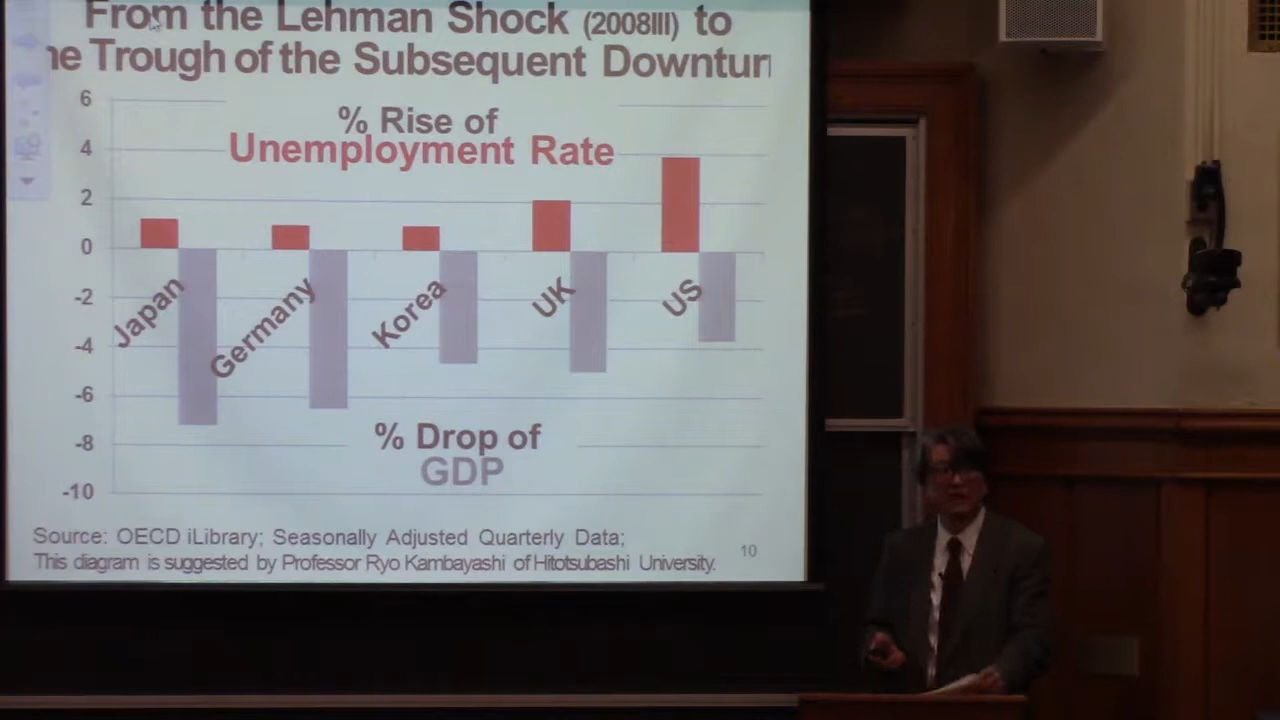 From the Lehman Shock (2008III) to
he Trough of the Subsequent Downturn
6
% Rise of
4
Unemployment Rate
2
0
-2
Japan
Germany
Korea
UK
US
-4
-6
-8
% Drop of
GDP
-10
Source: OECD iLibrary; Seasonally Adjusted Quarterly Data;
This diagram is suggested by Professor Ryo Kambayashi of Hitotsubashi University.
10